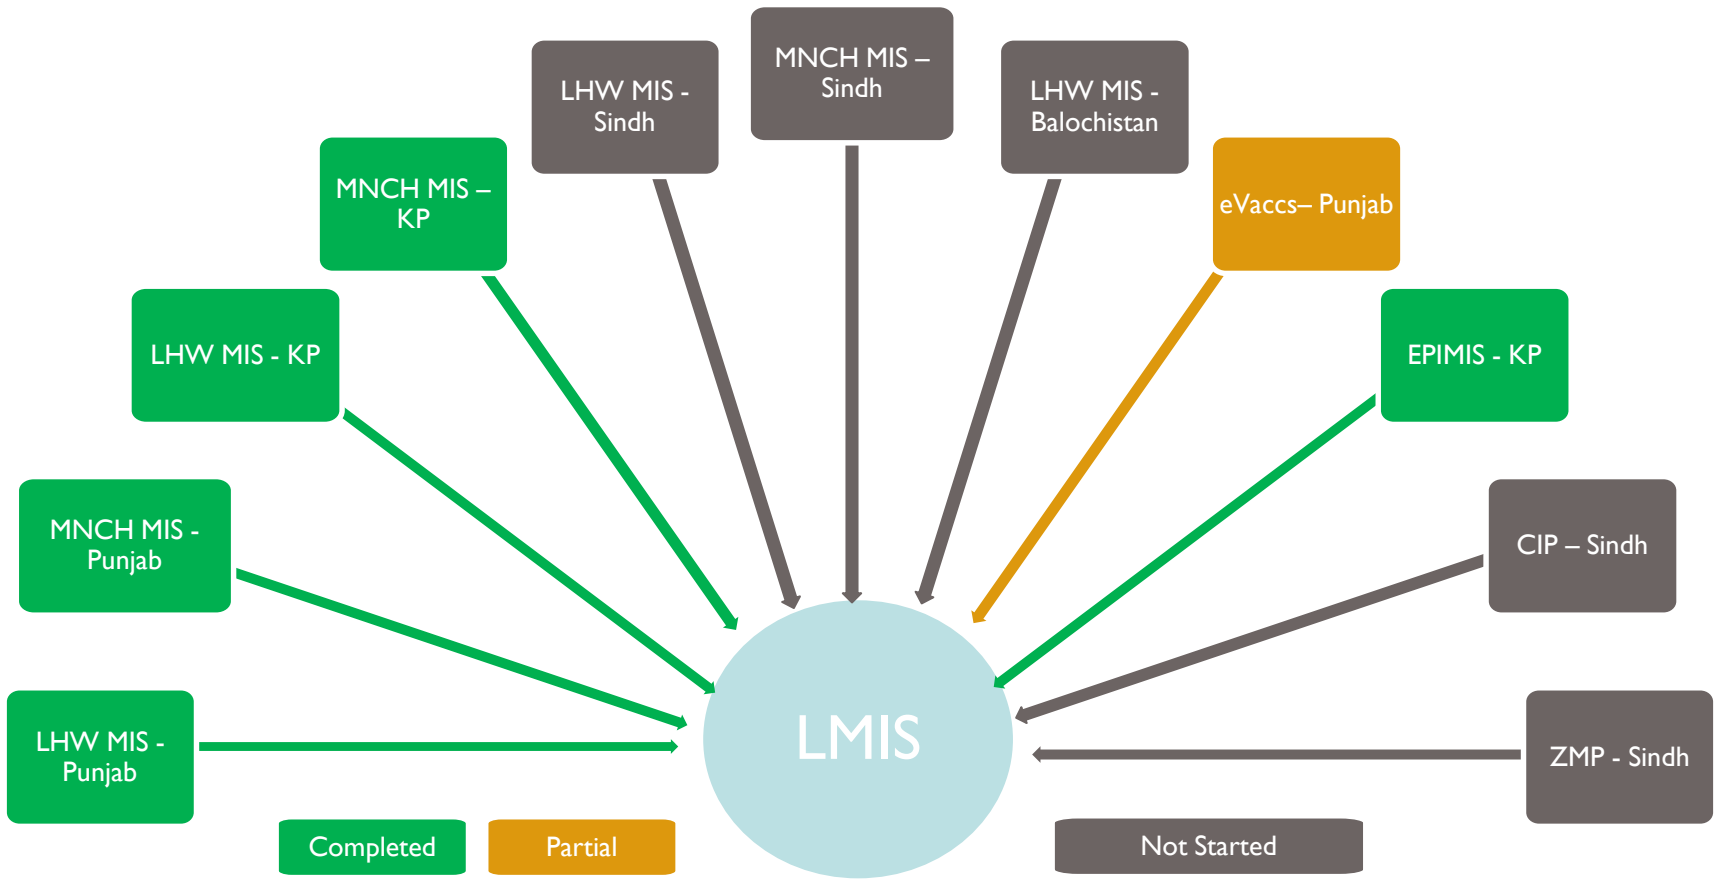 MNCH MIS –
Sindh
LHW MIS -
Sindh
LHW MIS -
Balochistan
MNCH MIS –
KP
eVaccs– Punjab
LHW MIS - KP
EPIMIS - KP
MNCH MIS -
Punjab
CIP – Sindh
LHW MIS -
Punjab
LMIS
ZMP - Sindh
Completed
Partial
Not Started